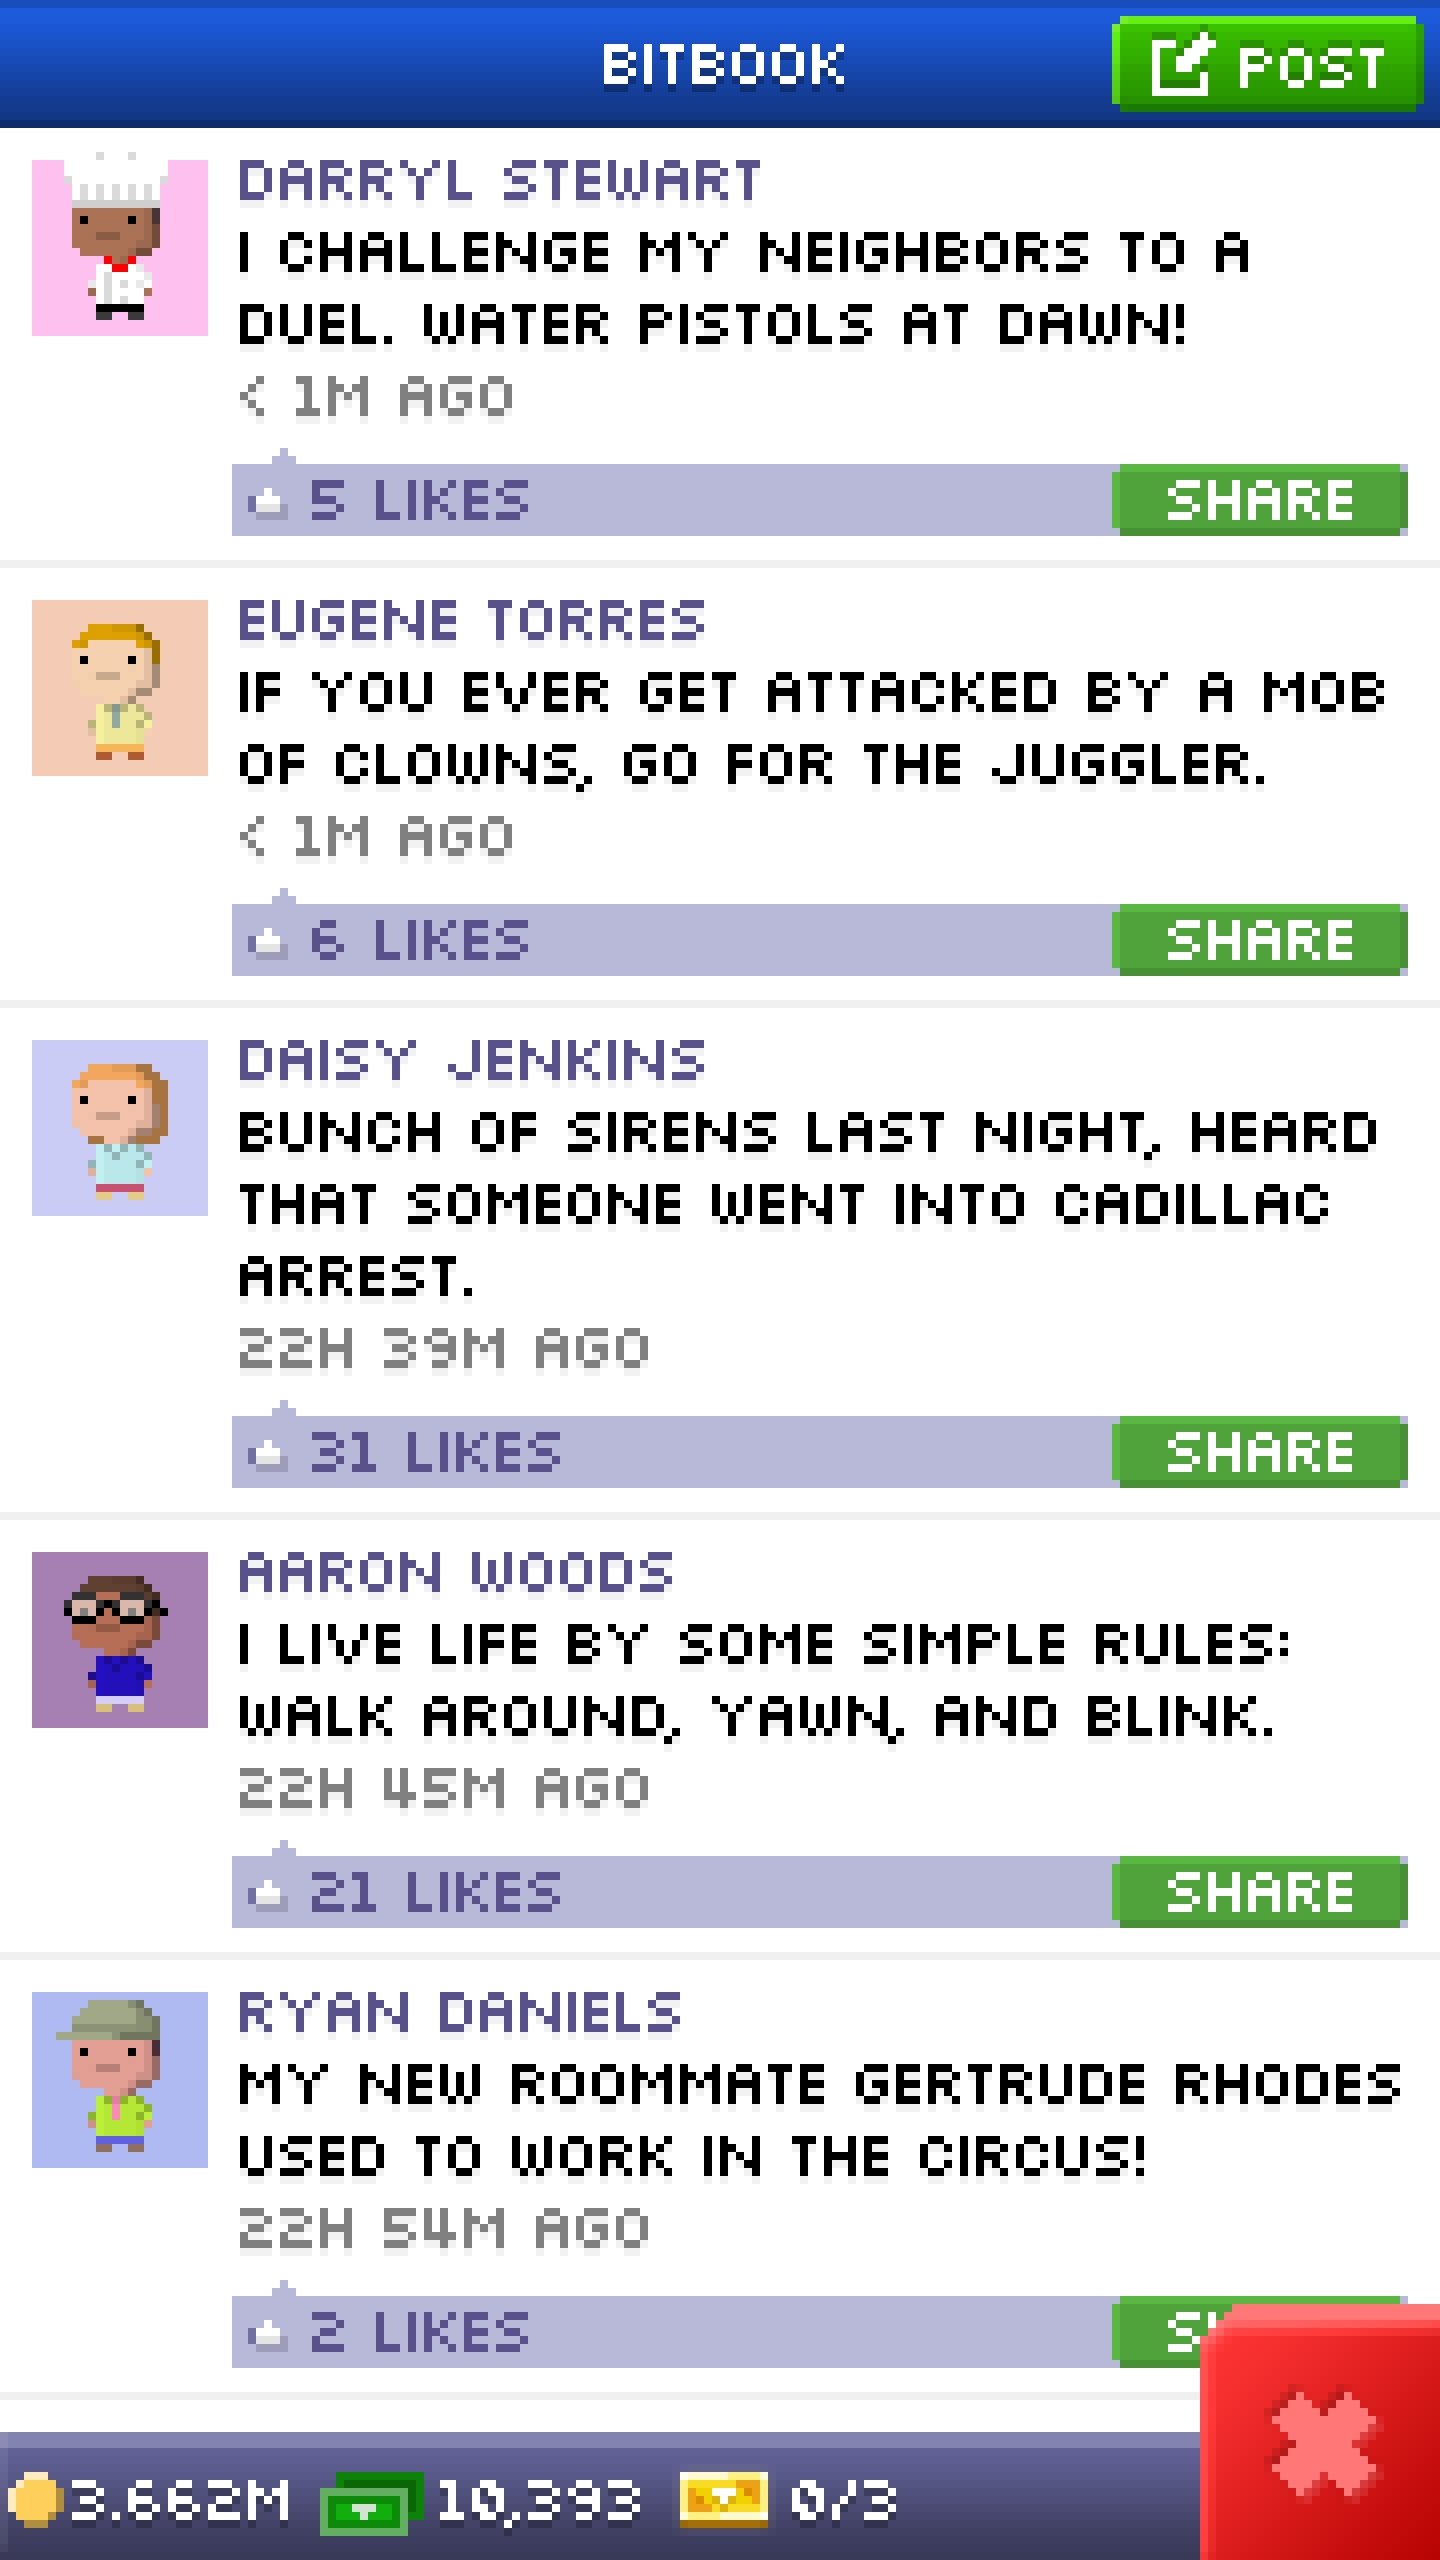 BITBOOK
POST
DARRYL STEWART
I CHALLENGE MY NEIGHBORS TO A
DUEL. WATER PISTOLS AT DAWN!
< 1M AGO
5 LIKES SHARE
EUGENE TORRES
IF YOU EVER GET ATTACKED BY A MOB
OF CLOWNS, GO FOR THE JUGGLER.
< 1M AGO
6 LIKES SHARE
DAISY JENKINS
BUNCH OF SIRENS LAST NIGHT, HEARD
THAT SOMEONE WENT INTO CADILLAC
ARREST.
22H 39M AGO
31 LIKES SHARE
AARON WOODS
I LIVE LIFE BY SOME SIMPLE RULES:
WALK AROUND, YAWN, AND BLINK.
22H 45M AGO
21 LIKES SHARE
RYAN DANIELS
MY NEW ROOMMATE GERTRUDE RHODES
USED TO WORK IN THE CIRCUS!
22H 54M AGO
2 LIKES
3.662M 10,393 0/3